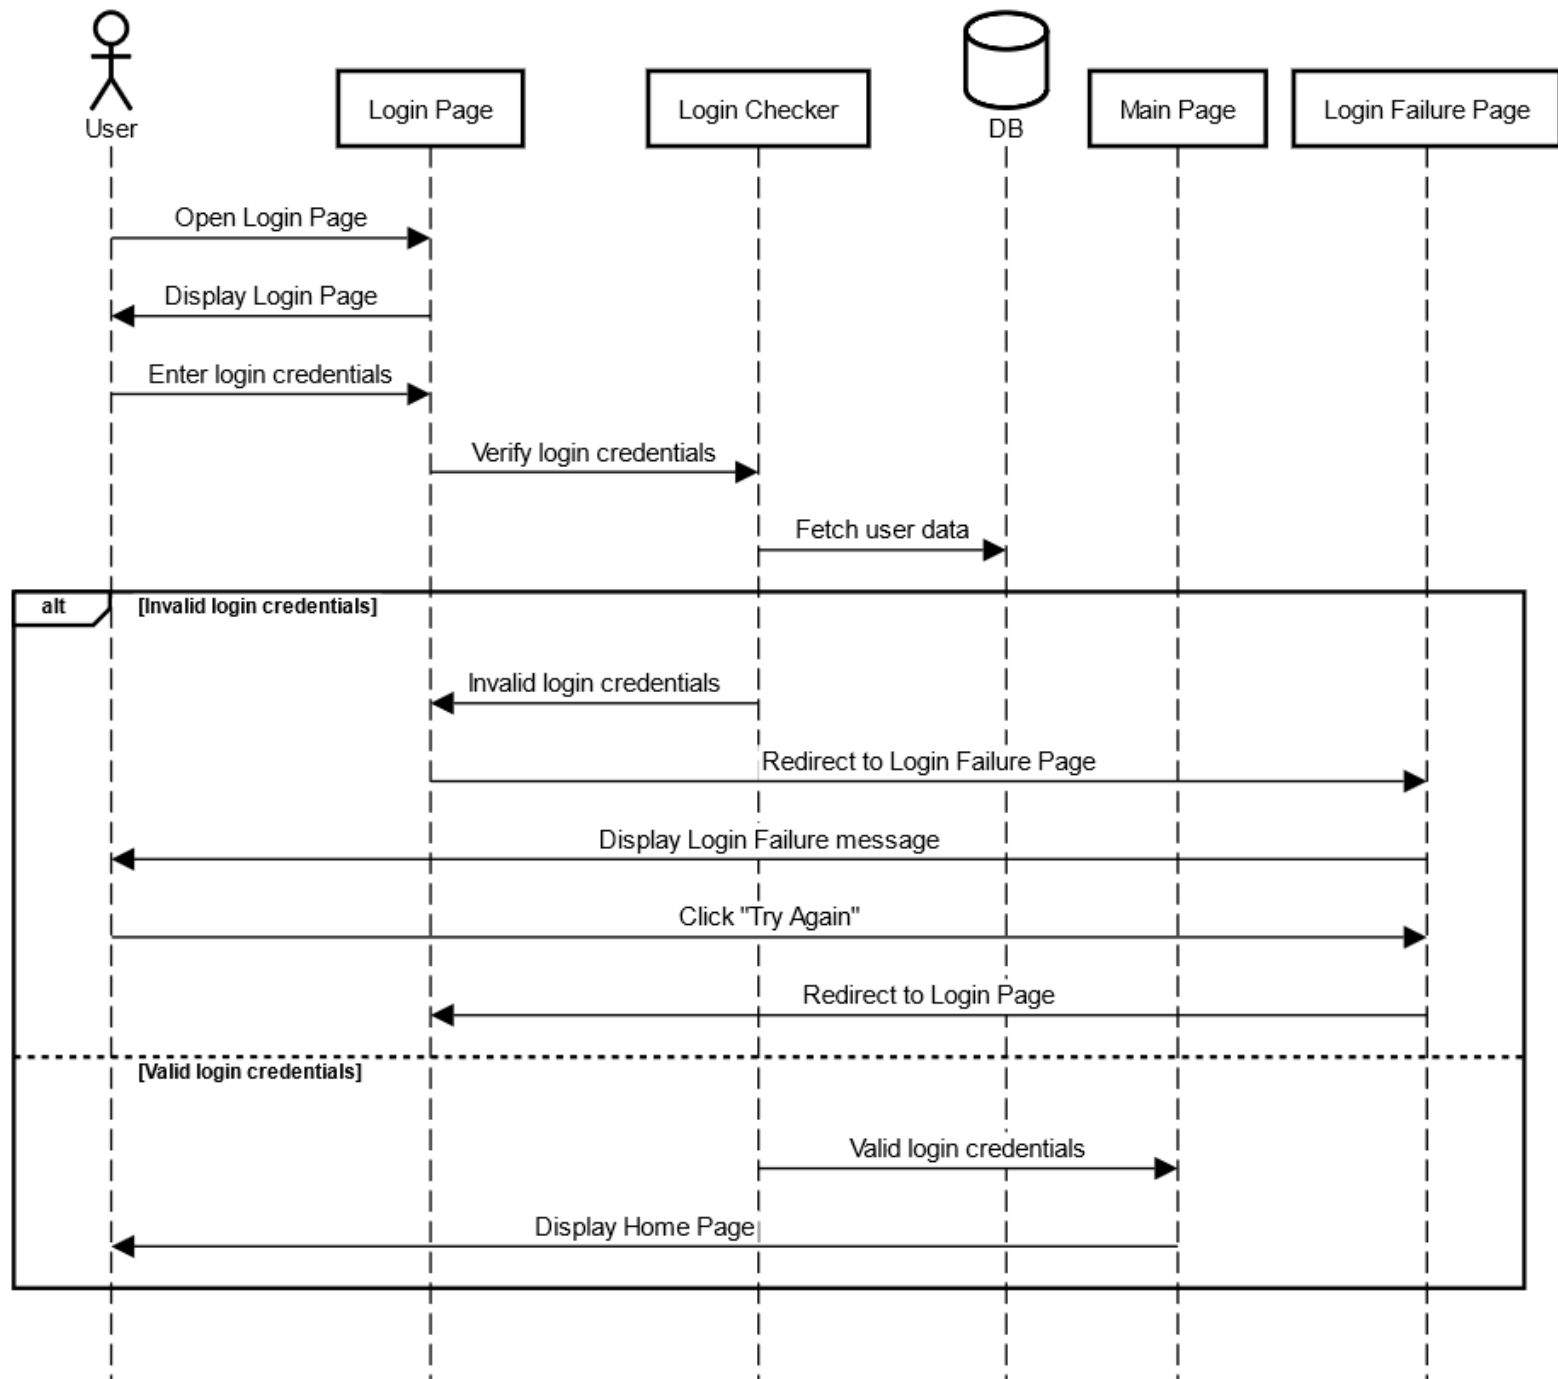 User
Login Page
Login Checker
DB
Main Page
Login Failure Page
Open Login Page
Display Login Page
Enter login credentials
Verify login credentials
Fetch user data
alt
[Invalid login credentials]
Invalid login credentials
Redirect to Login Failure Page
Display Login Failure message
Click "Try Again"
Redirect to Login Page
[Valid login credentials]
Valid login credentials
Display Home Page